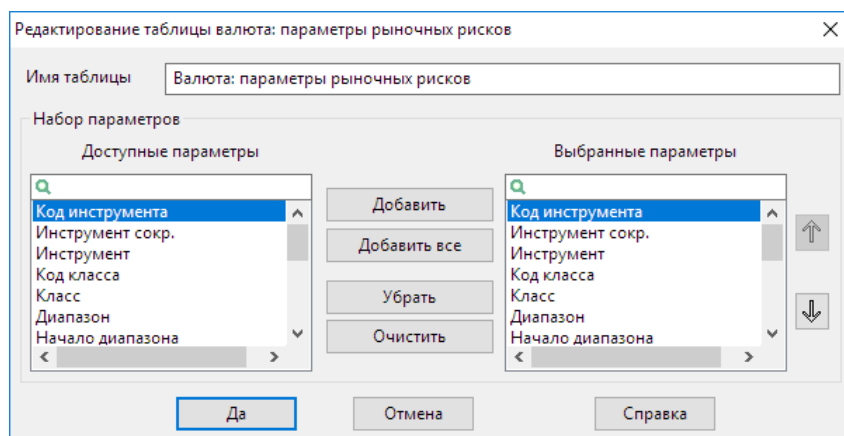 Редактирование таблицы валюта: параметры рыночных рисков
Имя таблицы
Валюта: параметры рыночных рисков
Набор параметров
Доступные параметры
Код инструмента
Инструмент сокр.
Инструмент
Код класса
Класс
Диапазон
Начало диапазона
Добавить
Добавить все
Убрать
Очистить
Выбранные параметры
Код инструмента
Инструмент сокр.
Инструмент
Код класса
Класс
Диапазон
Начало диапазона
Да
Отмена
Справка